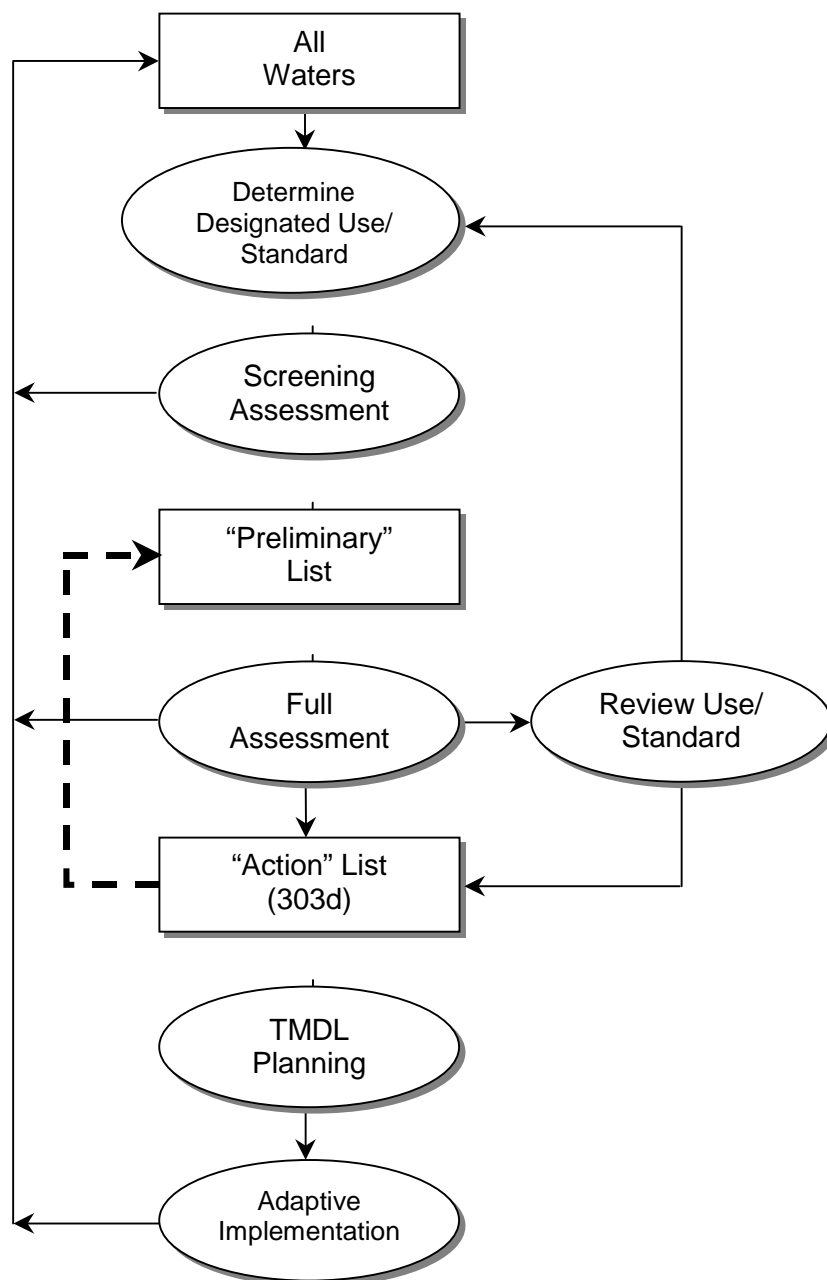 All
Waters
Determine
Designated Use/
Standard
Screening
Assessment
“Preliminary”
List
Full
Assessment
Review Use/
Standard
“Action” List
(303d)
TMDL
Planning
Adaptive
Implementation